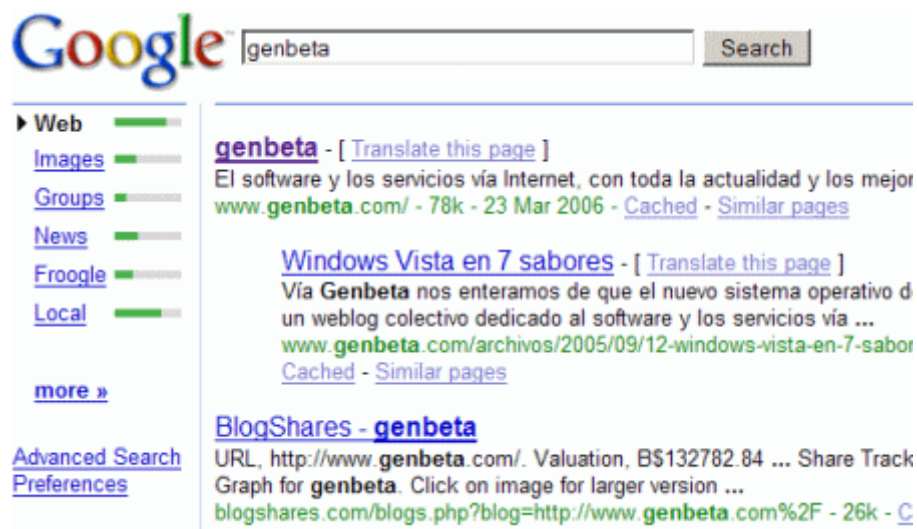 Google™ genbeta Search
Web
Images
Groups
News
Froogle
Local
more »
Advanced Search
Preferences
genbeta - [ Translate this page ]
El software y los servicios vía Internet, con toda la actualidad y los mejor
www.genbeta.com/ - 78k - 23 Mar 2006 - Cached - Similar pages
Windows Vista en 7 sabores - [ Translate this page ]
Vía Genbeta nos enteramos de que el nuevo sistema operativo d
un weblog colectivo dedicado al software y los servicios vía ...
www.genbeta.com/archivos/2005/09/12-windows-vista-en-7-sabor
Cached - Similar pages
BlogShares - genbeta
URL, http://www.genbeta.com/. Valuation, B$132782.84 ... Share Track
Graph for genbeta. Click on image for larger version ...
blogshares.com/blogs.php?blog=http://www.genbeta.com%2F - 26k - C